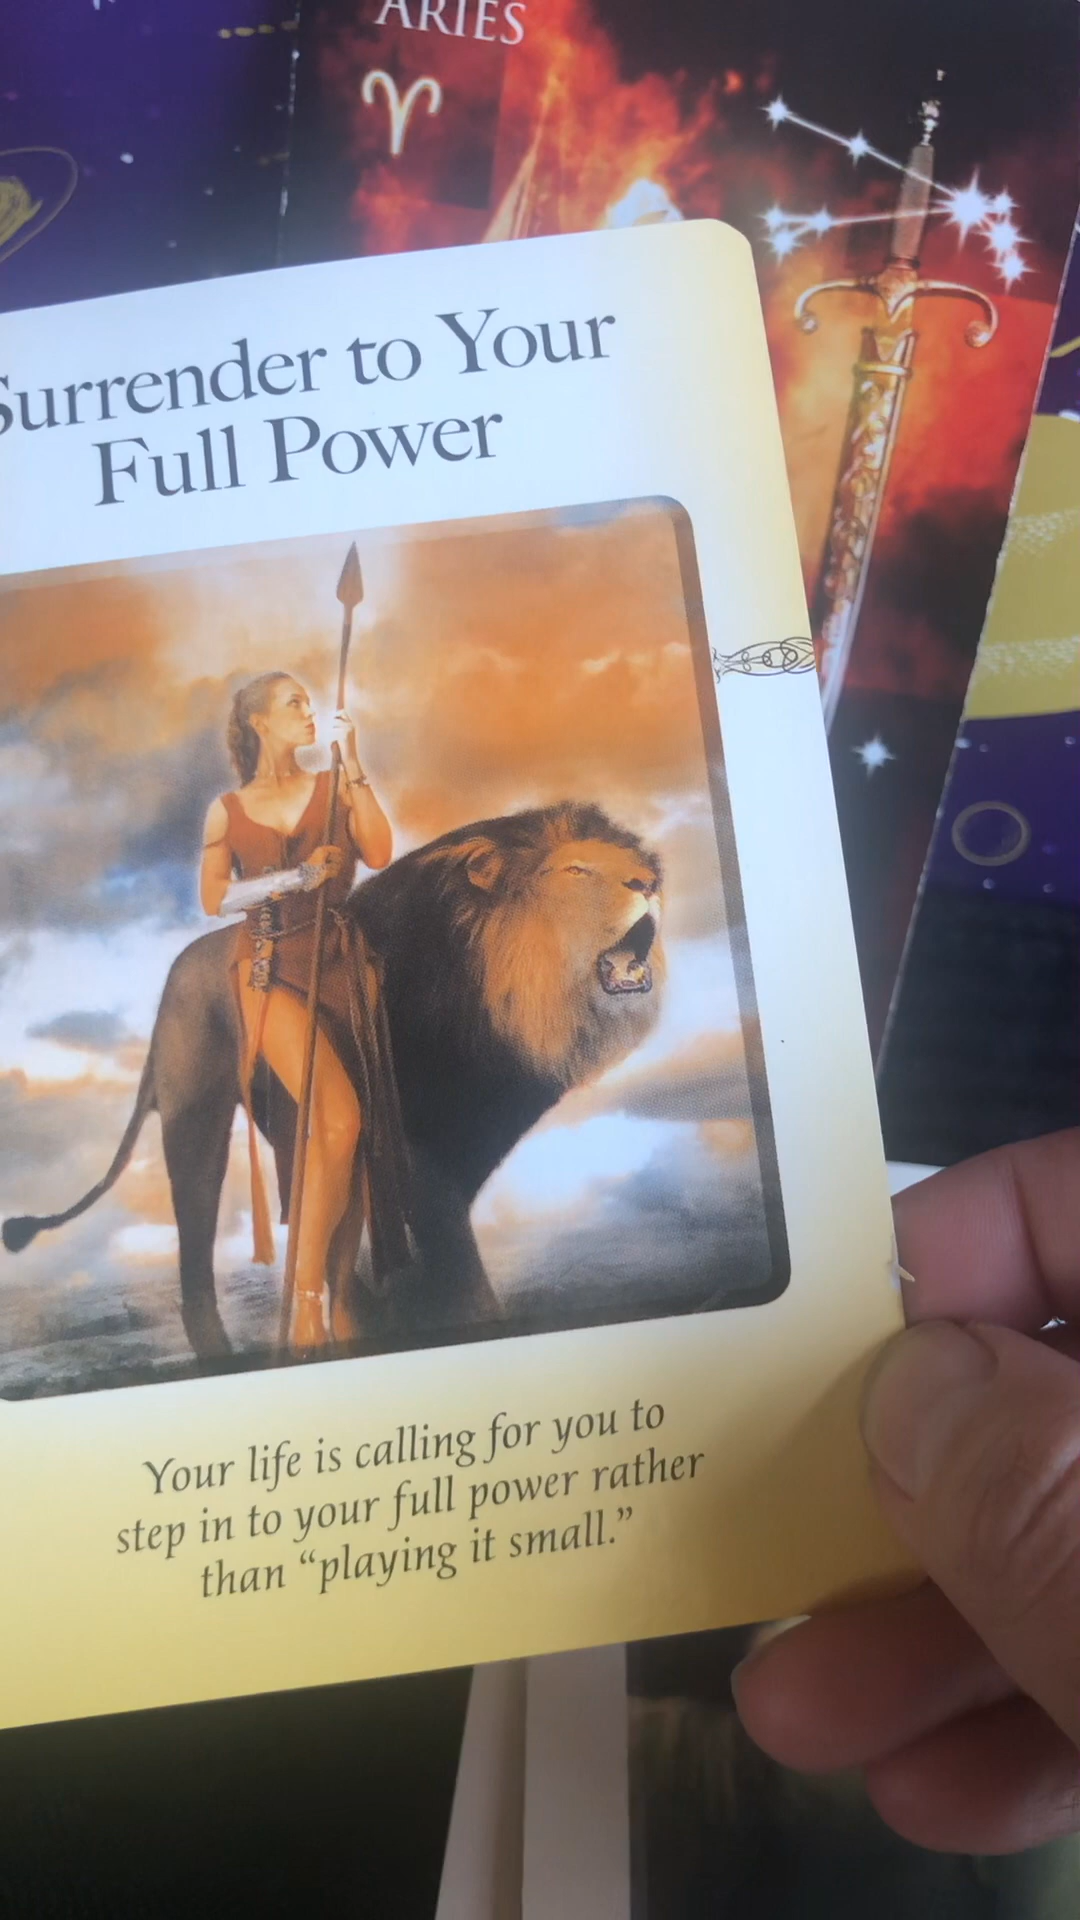 ARIES
Surrender to Your
Full Power
Your life is calling for you to
step in to your full power rather
than “playing it small.”